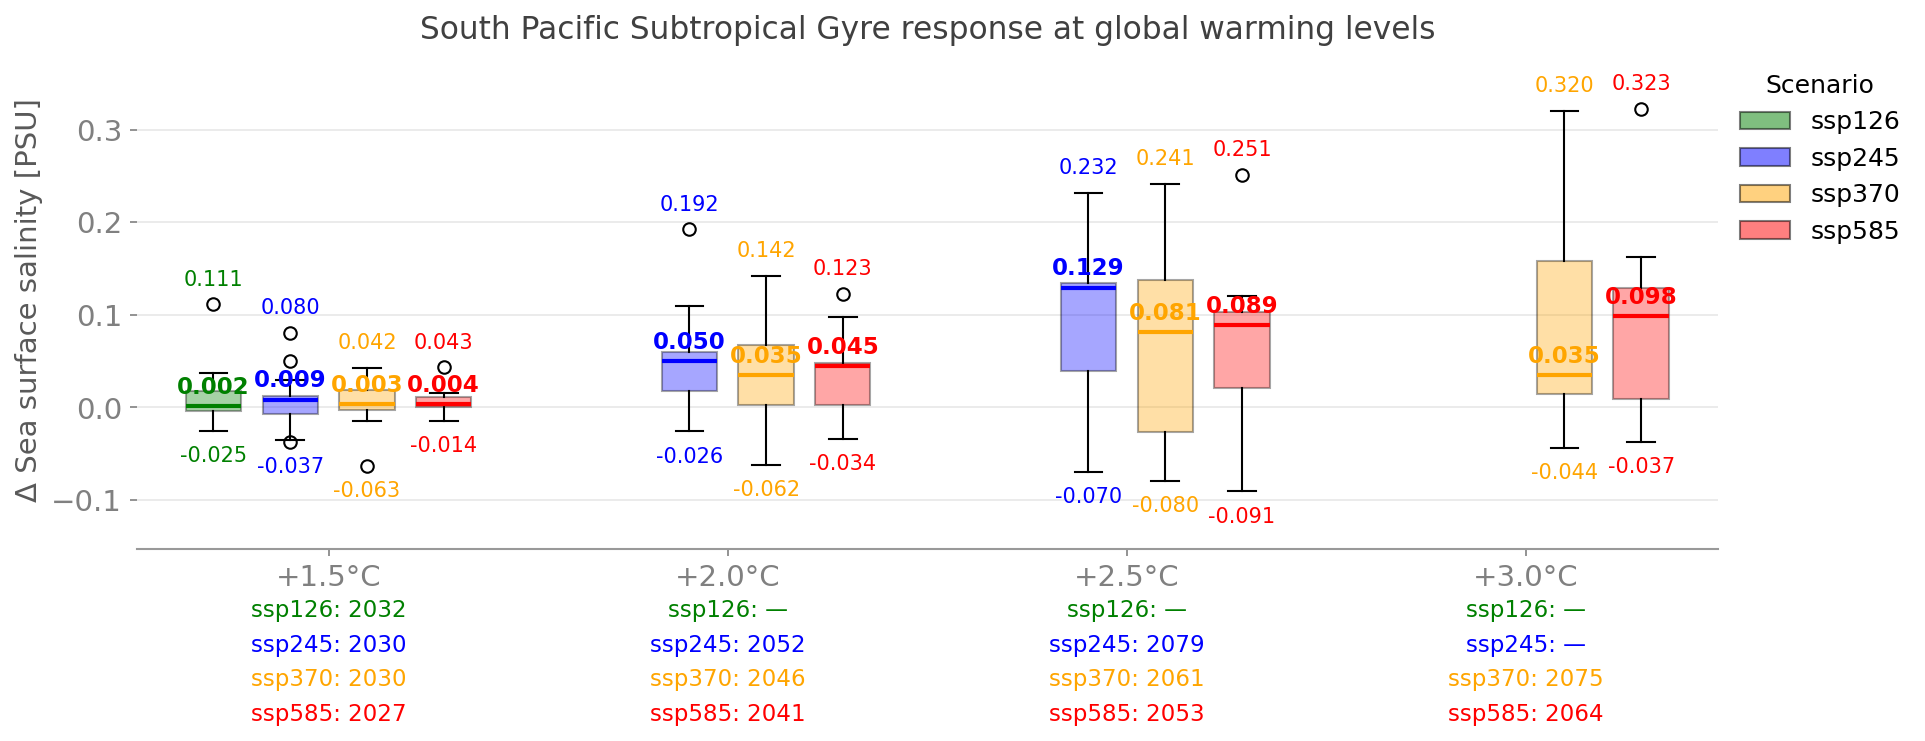 South Pacific Subtropical Gyre response at global warming levels
Δ Sea surface salinity [PSU]
0.3
0.2
0.1
0.0
−0.1
0.111
0.002
-0.025
0.080
0.009
-0.037
0.042
0.003
-0.063
0.043
0.004
-0.014
0.192
0.050
-0.026
0.142
0.035
-0.062
0.123
0.045
-0.034
0.232
0.129
-0.070
0.241
0.081
-0.080
0.251
0.089
-0.091
0.320
0.035
-0.044
0.323
0.098
-0.037
Scenario
ssp126
ssp245
ssp370
ssp585
+1.5°C
ssp126: 2032
ssp245: 2030
ssp370: 2030
ssp585: 2027
+2.0°C
ssp126: —
ssp245: 2052
ssp370: 2046
ssp585: 2041
+2.5°C
ssp126: —
ssp245: 2079
ssp370: 2061
ssp585: 2053
+3.0°C
ssp126: —
ssp245: —
ssp370: 2075
ssp585: 2064